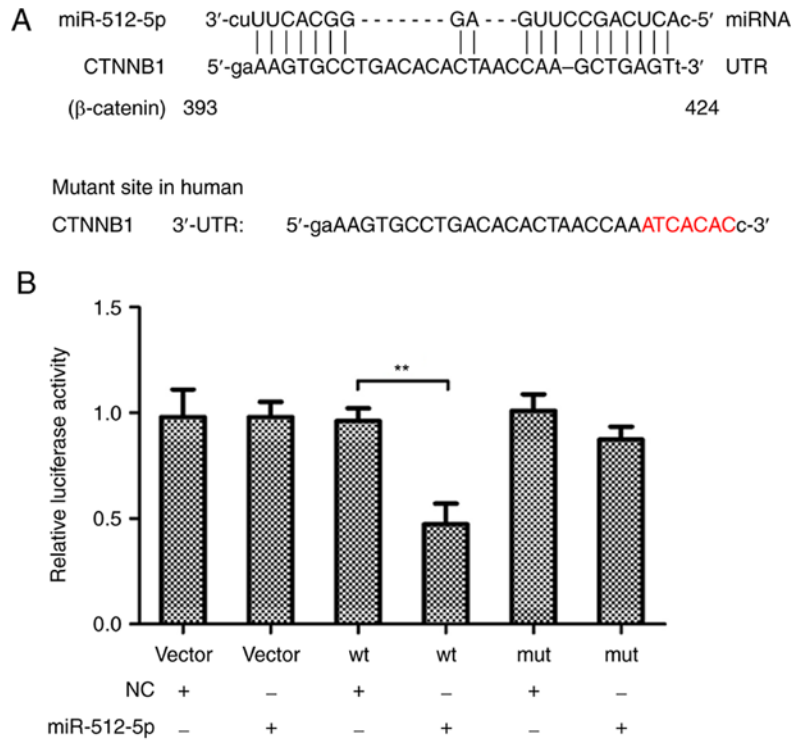 A
miR-512-5p 3′-cuUUCACGG - - - - - - - GA - - - GUUCCGACUCAc-5′ miRNA
CTNNB1 5′-gaAAGTGCCTGACACACTAACCAA–GCTGAGTt-3′ UTR
(β-catenin) 393 424
Mutant site in human
CTNNB1 3′-UTR: 5′-gaAAGTGCCTGACACACTAACCAAATCACACc-3′
B
Relative luciferase activity
1.5
1.0
0.5
0.0
**
Vector Vector wt wt mut mut
NC + – + – + –
miR-512-5p – + – + – +